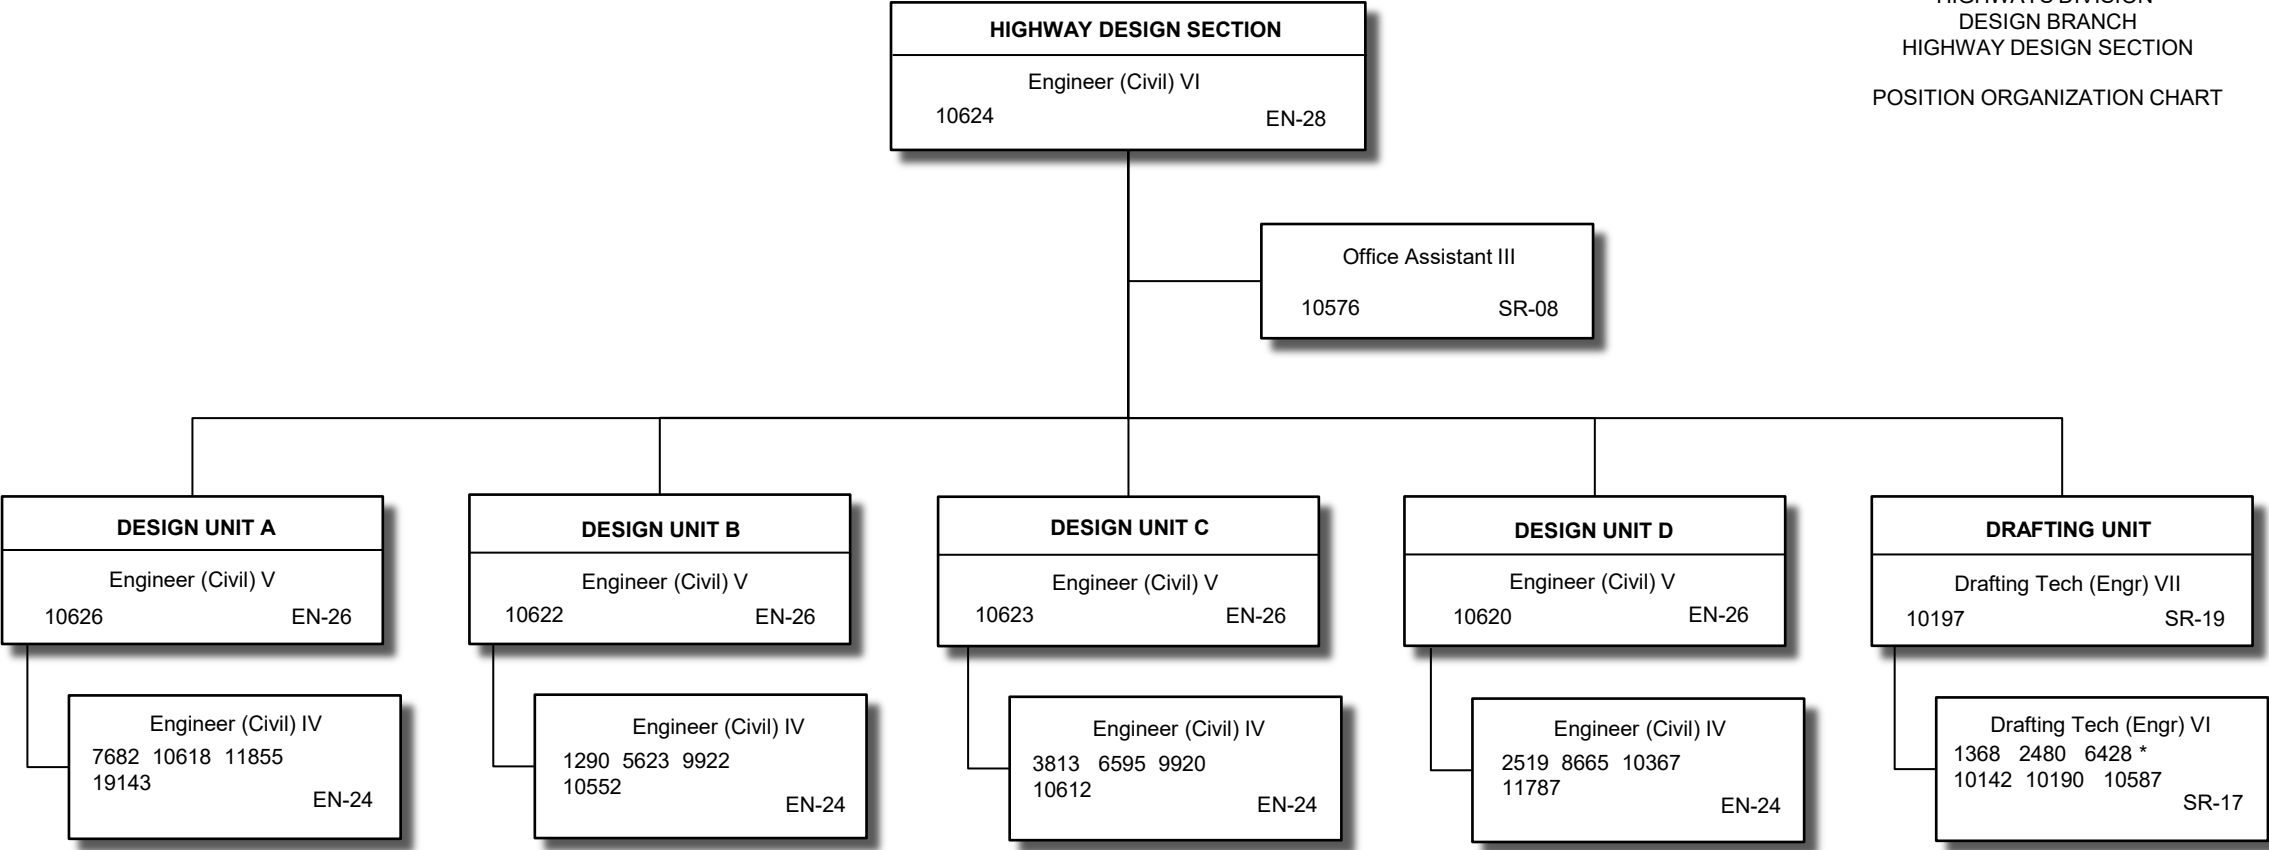 HIGHWAYS DIVISION
DESIGN BRANCH
HIGHWAY DESIGN SECTION
POSITION ORGANIZATION CHART
HIGHWAY DESIGN SECTION
Engineer (Civil) VI
10624 EN-28
Office Assistant III
10576 SR-08
DESIGN UNIT A
Engineer (Civil) V
10626 EN-26
Engineer (Civil) IV
7682 10618 11855
19143
EN-24
DESIGN UNIT B
Engineer (Civil) V
10622 EN-26
Engineer (Civil) IV
1290 5623 9922
10552
EN-24
DESIGN UNIT C
Engineer (Civil) V
10623 EN-26
Engineer (Civil) IV
3813 6595 9920
10612
EN-24
DESIGN UNIT D
Engineer (Civil) V
10620 EN-26
Engineer (Civil) IV
2519 8665 10367
11787
EN-24
DRAFTING UNIT
Drafting Tech (Engr) VII
10197 SR-19
Drafting Tech (Engr) VI
1368 2480 6428 *
10142 10190 10587
SR-17